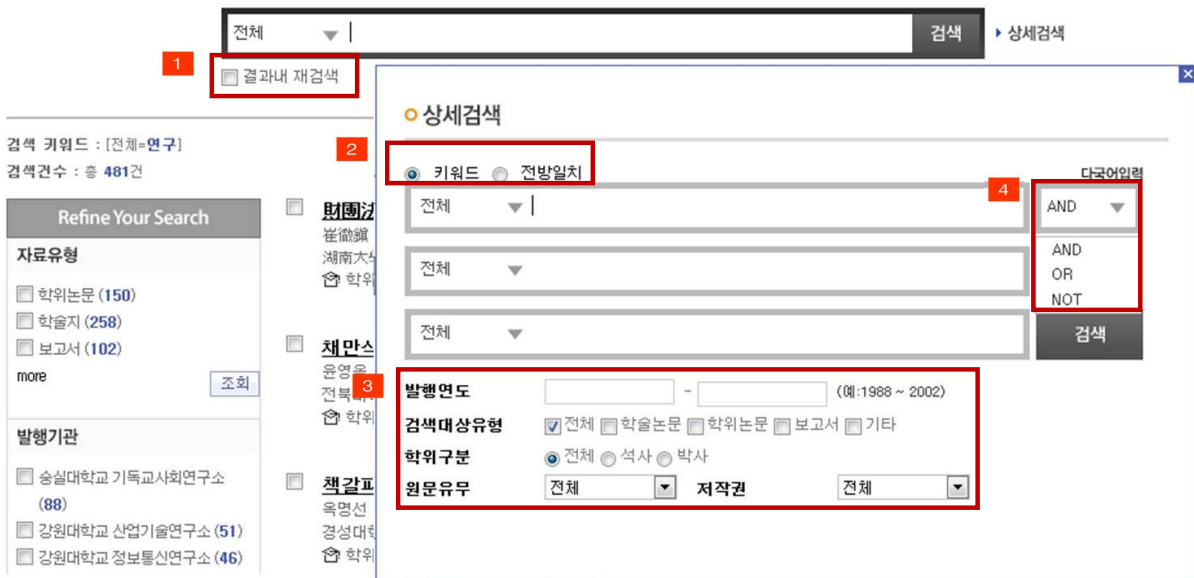 전체
검색
상세검색
1
결과내 재검색
검색 키워드 : [전체=연구]
검색건수 : 총 481건
Refine Your Search
자료유형
학위논문 (150)
학술지 (258)
보고서 (102)
more
조회
발행기관
숭실대학교 기독교사회연구소
(88)
강원대학교 산업기술연구소 (51)
강원대학교 정보통신연구소 (46)
財團法
崔徹鎭
湖南大
학위
채만식
윤영옥
전북
학위
책갈피
옥명선
경성대학
학위
상세검색
2
키워드 전방일치
다국어입력
4
전체
AND
AND
OR
NOT
전체
전체
검색
3
발행연도 - (예:1988 ~ 2002)
검색대상유형 전체 학술논문 학위논문 보고서 기타
학위구분 전체 석사 박사
원문유무 전체 저작권 전체